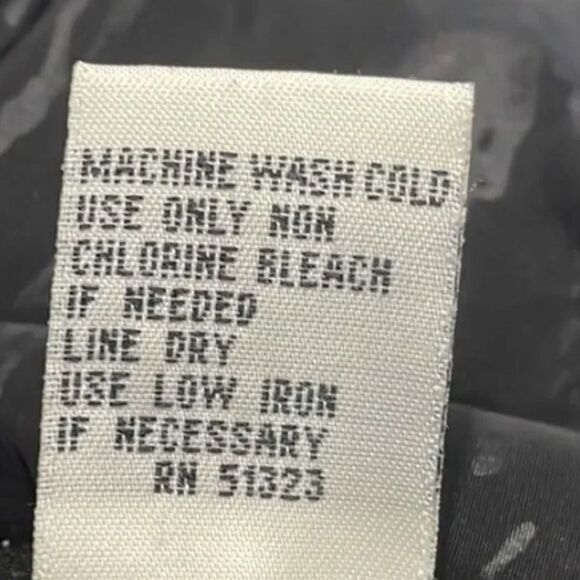 MACHINE WASH COLD
USE ONLY NON
CHLORINE BLEACH
IF NEEDED
LINE DRY
USE LOW IRON
IF NECESSARY
RN 51323